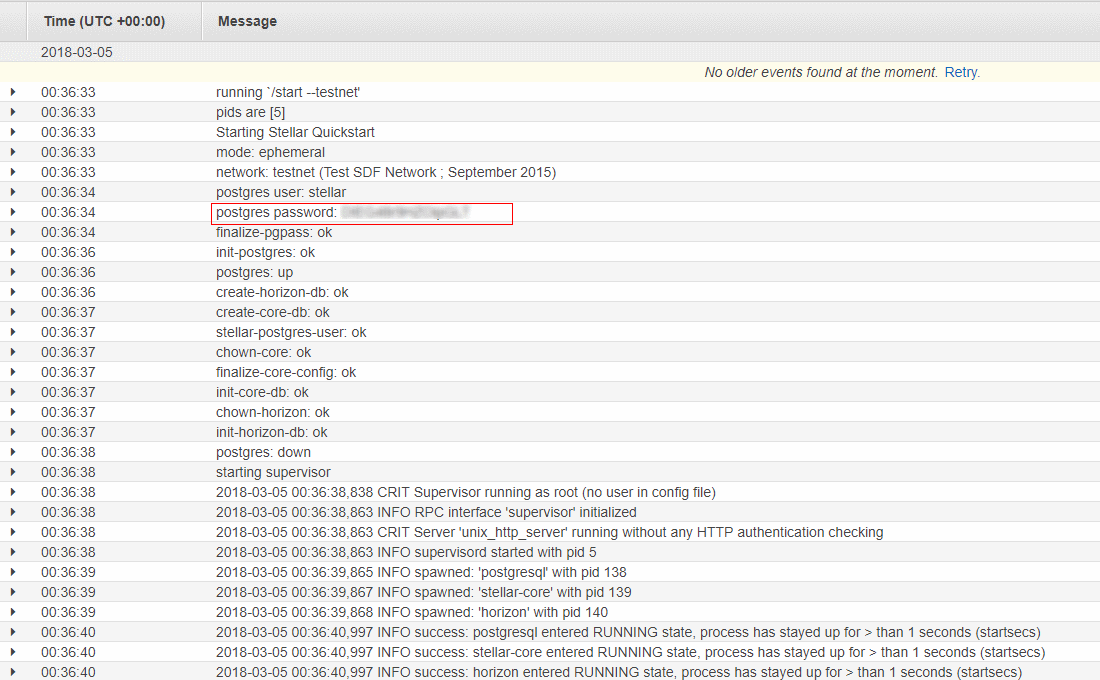 Time (UTC +00:00) Message
2018-03-05
No older events found at the moment. Retry.
00:36:33 running `/start --testnet'
00:36:33 pids are [5]
00:36:33 Starting Stellar Quickstart
00:36:33 mode: ephemeral
00:36:33 network: testnet (Test SDF Network ; September 2015)
00:36:34 postgres user: stellar
00:36:34 postgres password:
00:36:34 finalize-pgpass: ok
00:36:36 init-postgres: ok
00:36:36 postgres: up
00:36:36 create-horizon-db: ok
00:36:37 create-core-db: ok
00:36:37 stellar-postgres-user: ok
00:36:37 chown-core: ok
00:36:37 finalize-core-config: ok
00:36:37 init-core-db: ok
00:36:37 chown-horizon: ok
00:36:37 init-horizon-db: ok
00:36:38 postgres: down
00:36:38 starting supervisor
00:36:38 2018-03-05 00:36:38,838 CRIT Supervisor running as root (no user in config file)
00:36:38 2018-03-05 00:36:38,863 INFO RPC interface 'supervisor' initialized
00:36:38 2018-03-05 00:36:38,863 CRIT Server 'unix_http_server' running without any HTTP authentication checking
00:36:38 2018-03-05 00:36:38,863 INFO supervisord started with pid 5
00:36:39 2018-03-05 00:36:39,865 INFO spawned: 'postgresql' with pid 138
00:36:39 2018-03-05 00:36:39,867 INFO spawned: 'stellar-core' with pid 139
00:36:39 2018-03-05 00:36:39,868 INFO spawned: 'horizon' with pid 140
00:36:40 2018-03-05 00:36:40,997 INFO success: postgresql entered RUNNING state, process has stayed up for > than 1 seconds (startsecs)
00:36:40 2018-03-05 00:36:40,997 INFO success: stellar-core entered RUNNING state, process has stayed up for > than 1 seconds (startsecs)
00:36:40 2018-03-05 00:36:40,997 INFO success: horizon entered RUNNING state, process has stayed up for > than 1 seconds (startsecs)